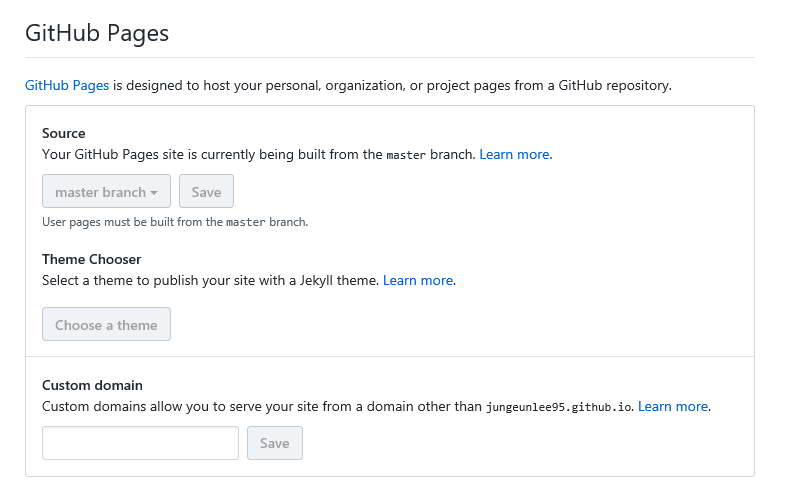 GitHub Pages
GitHub Pages is designed to host your personal, organization, or project pages from a GitHub repository.
Source
Your GitHub Pages site is currently being built from the master branch. Learn more.
master branch
Save
User pages must be built from the master branch.
Theme Chooser
Select a theme to publish your site with a Jekyll theme. Learn more.
Choose a theme
Custom domain
Custom domains allow you to serve your site from a domain other than jungeunlee95.github.io. Learn more.
Save